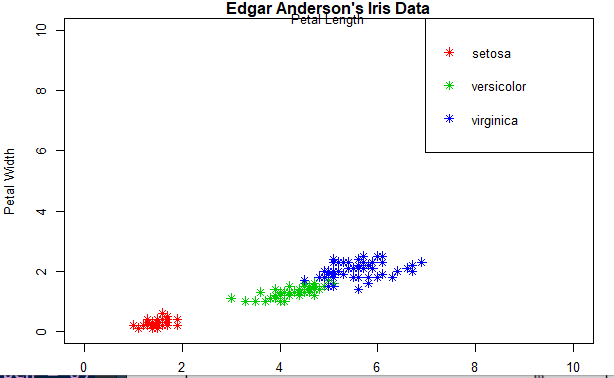 Edgar Anderson's Iris Data
Petal Length
setosa
versicolor
virginica
Petal Width
10
8
6
4
2
0
0 2 4 6 8 10